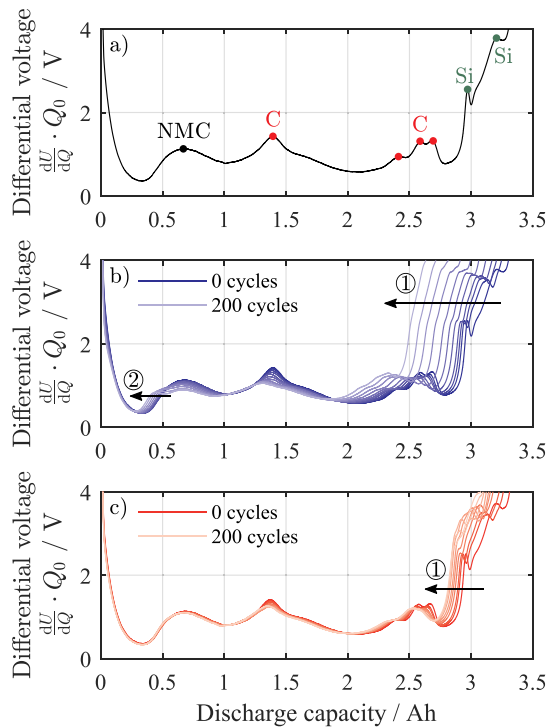 a)
Differential voltage
dU/dQ · Q₀ / V
4
2
0
NMC
C
C
Si
Si
0 0.5 1 1.5 2 2.5 3 3.5
b)
Differential voltage
dU/dQ · Q₀ / V
4
2
0
0 cycles
200 cycles
①
②
0 0.5 1 1.5 2 2.5 3 3.5
c)
Differential voltage
dU/dQ · Q₀ / V
4
2
0
0 cycles
200 cycles
①
0 0.5 1 1.5 2 2.5 3 3.5
Discharge capacity / Ah